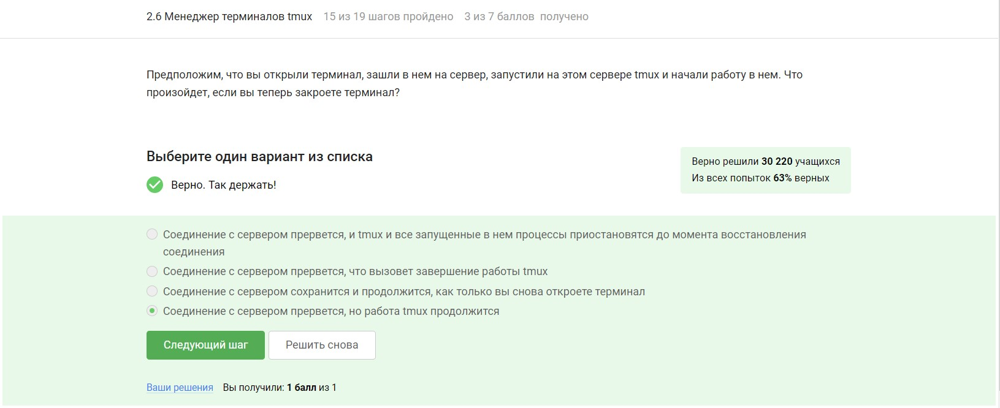 2.6 Менеджер терминалов tmux 15 из 19 шагов пройдено 3 из 7 баллов получено
Предположим, что вы открыли терминал, зашли в нем на сервер, запустили на этом сервере tmux и начали работу в нем. Что
произойдет, если вы теперь закроете терминал?
Выберите один вариант из списка
Верно. Так держать!
Верно решили 30 220 учащихся
Из всех попыток 63% верных
Соединение с сервером прервется, и tmux и все запущенные в нем процессы приостановятся до момента восстановления
соединения
Соединение с сервером прервется, что вызовет завершение работы tmux
Соединение с сервером сохранится и продолжится, как только вы снова откроете терминал
Соединение с сервером прервется, но работа tmux продолжится
Следующий шаг Решить снова
Ваши решения Вы получили: 1 балл из 1